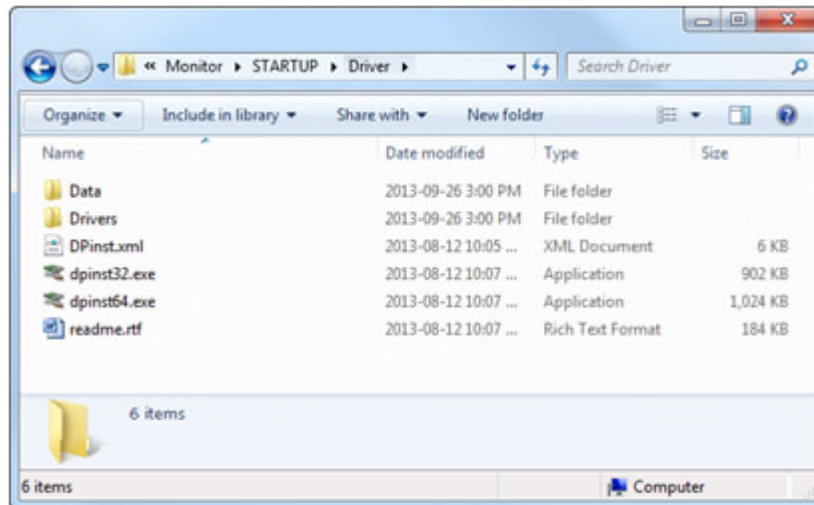 « Monitor ▸ STARTUP ▸ Driver ▸ Search Driver
Organize ▾ Include in library ▾ Share with ▾ New folder
Name Date modified Type Size
Data 2013-09-26 3:00 PM File folder
Drivers 2013-09-26 3:00 PM File folder
DPinst.xml 2013-08-12 10:05 ... XML Document 6 KB
dpinst32.exe 2013-08-12 10:07 ... Application 902 KB
dpinst64.exe 2013-08-12 10:07 ... Application 1,024 KB
readme.rtf 2013-08-12 10:07 ... Rich Text Format 184 KB
6 items
6 items Computer